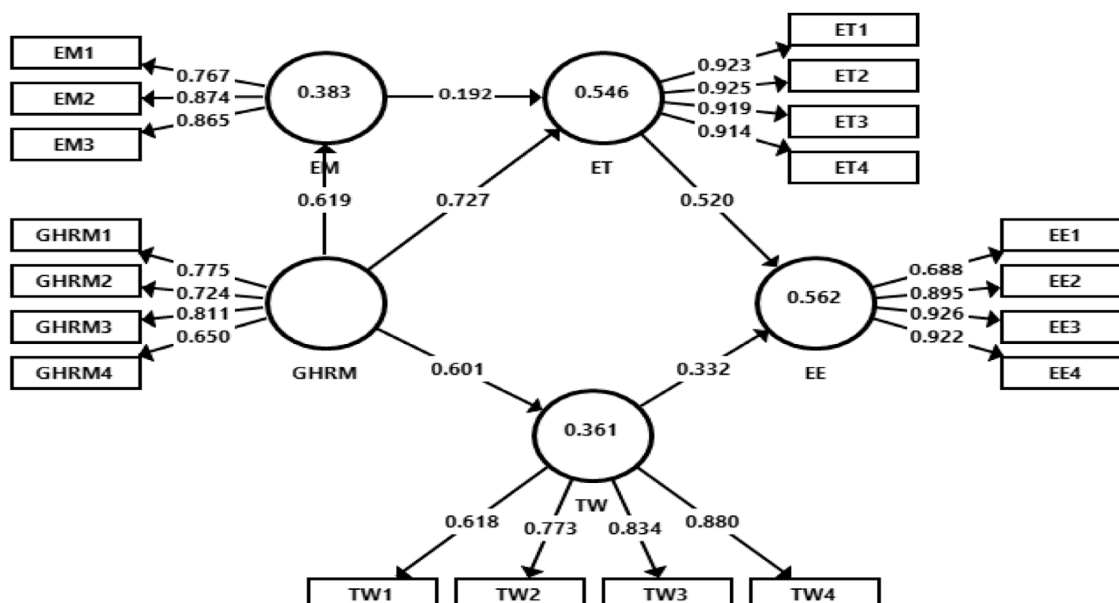 EM1
EM2
EM3
0.767
0.874
0.865
0.383
EM
0.192
0.546
ET
0.923
0.925
0.919
0.914
ET1
ET2
ET3
ET4
0.619
0.727
0.520
GHRM1
GHRM2
GHRM3
GHRM4
0.775
0.724
0.811
0.650
GHRM
0.601
0.332
0.562
EE
0.688
0.895
0.926
0.922
EE1
EE2
EE3
EE4
0.361
TW
0.618
0.773
0.834
0.880
TW1
TW2
TW3
TW4